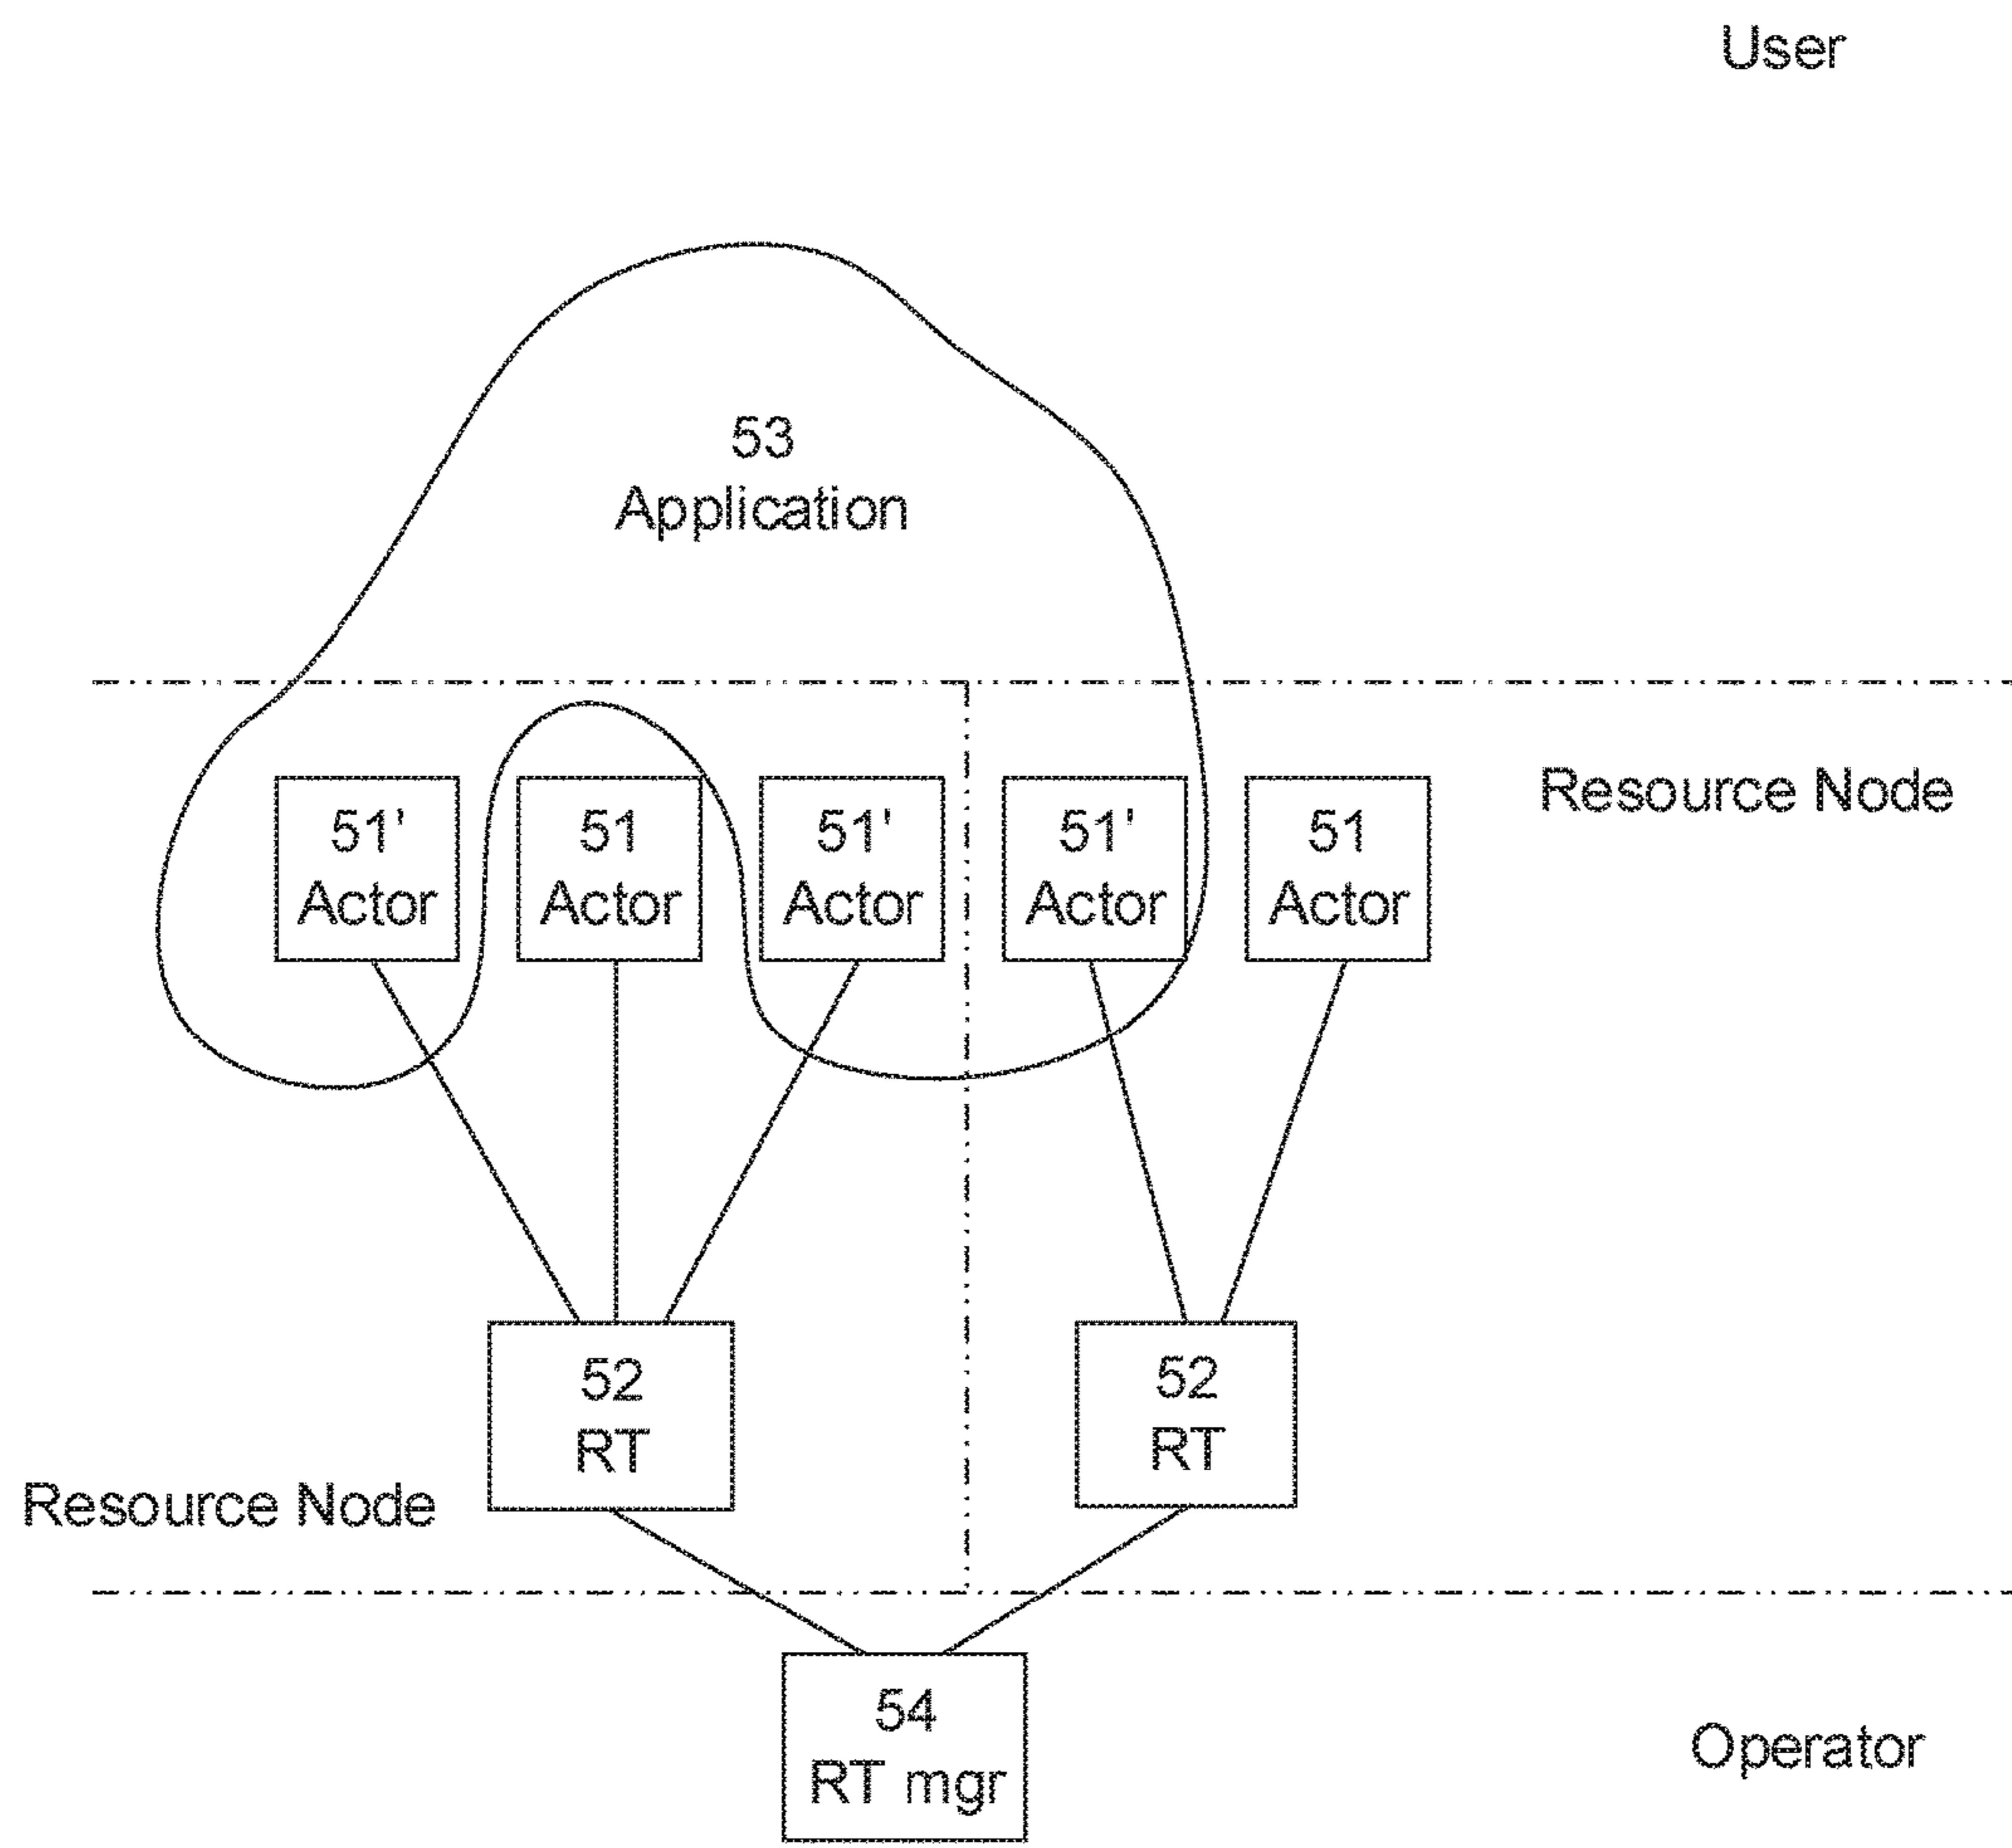 User
53
Application
Resource Node
51'
Actor
51
Actor
51'
Actor
51'
Actor
51
Actor
52
RT
52
RT
Resource Node
54
RT mgr
Operator